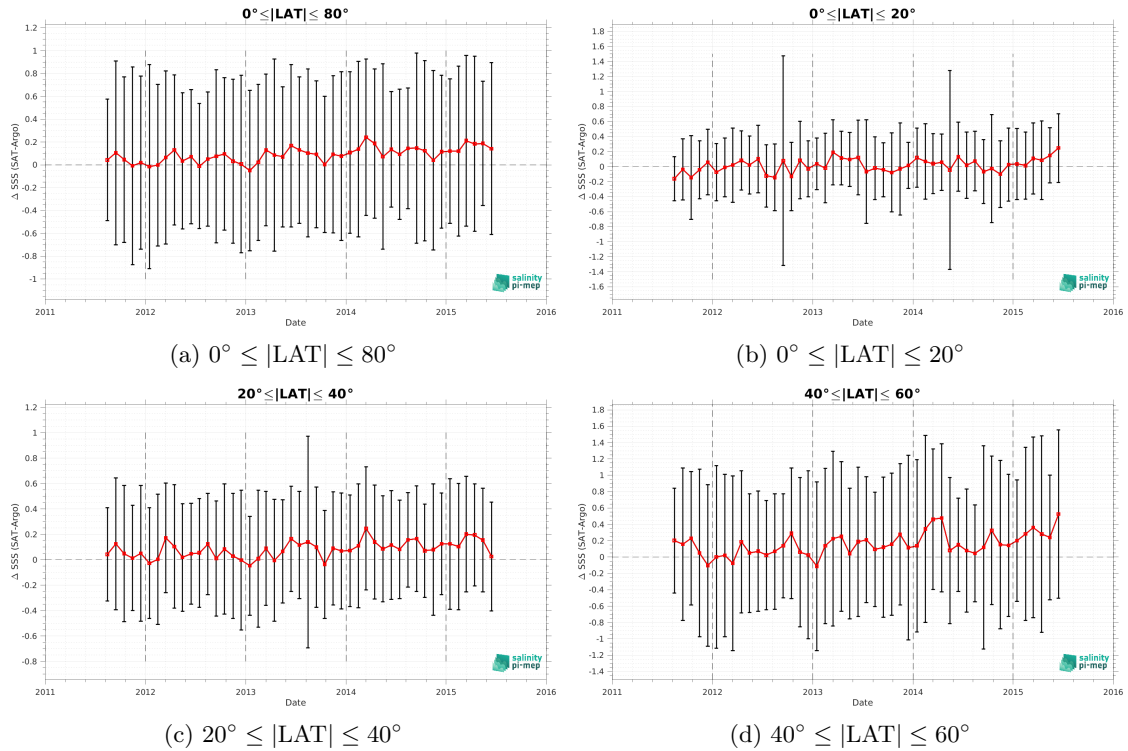 0°≤|LAT|≤ 80°
1.2
1
0.8
0.6
0.4
0.2
0
-0.2
-0.4
-0.6
-0.8
-1
Δ SSS (SAT-Argo)
2011 2012 2013 2014 2015 2016
Date
salinity
pi-mep
(a) 0° ≤ |LAT| ≤ 80°
0°≤|LAT|≤ 20°
1.8
1.6
1.4
1.2
1
0.8
0.6
0.4
0.2
0
-0.2
-0.4
-0.6
-0.8
-1
-1.2
-1.4
-1.6
Δ SSS (SAT-Argo)
2011 2012 2013 2014 2015 2016
Date
salinity
pi-mep
(b) 0° ≤ |LAT| ≤ 20°
20°≤|LAT|≤ 40°
1.2
1
0.8
0.6
0.4
0.2
0
-0.2
-0.4
-0.6
-0.8
Δ SSS (SAT-Argo)
2011 2012 2013 2014 2015 2016
Date
salinity
pi-mep
(c) 20° ≤ |LAT| ≤ 40°
40°≤|LAT|≤ 60°
1.8
1.6
1.4
1.2
1
0.8
0.6
0.4
0.2
0
-0.2
-0.4
-0.6
-0.8
-1
-1.2
-1.4
Δ SSS (SAT-Argo)
2011 2012 2013 2014 2015 2016
Date
salinity
pi-mep
(d) 40° ≤ |LAT| ≤ 60°